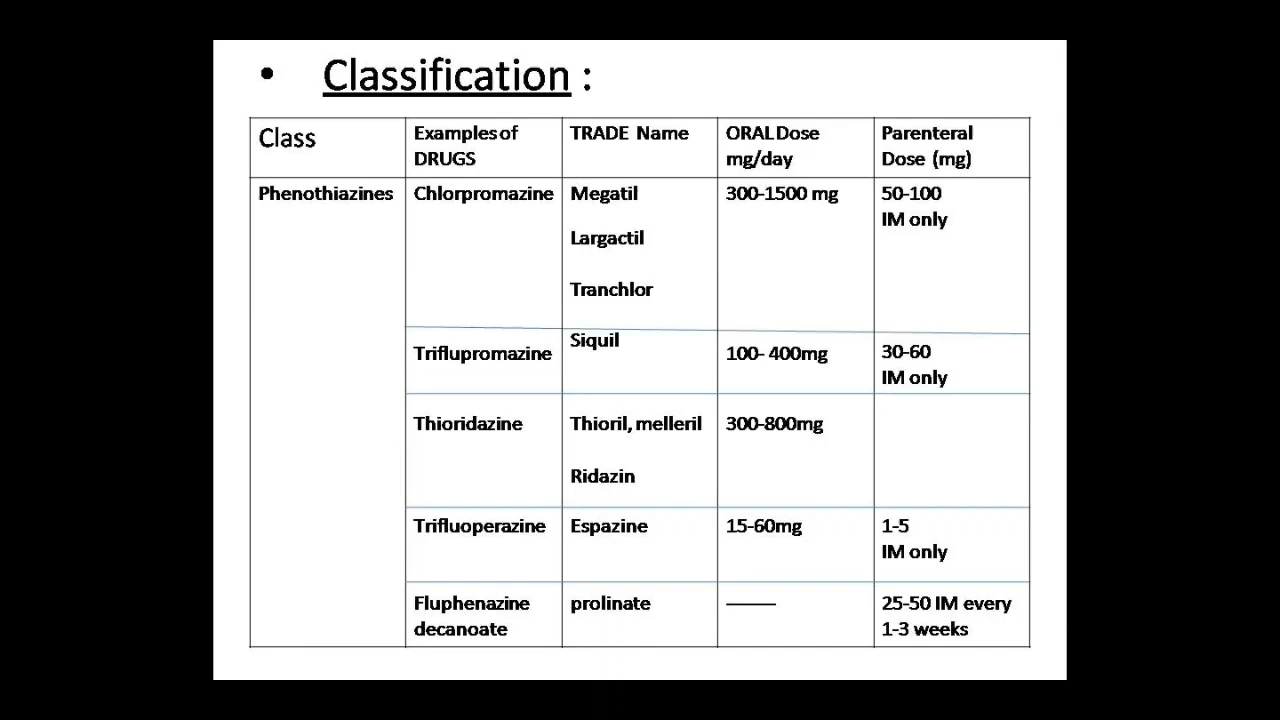 • Classification :
Class
Examples of
DRUGS
TRADE Name
ORAL Dose
mg/day
Parenteral
Dose (mg)
Phenothiazines
Chlorpromazine
Megatil
Largactil
Tranchlor
300-1500 mg
50-100
IM only
Triflupromazine
Siquil
100- 400mg
30-60
IM only
Thioridazine
Thioril, melleril
Ridazin
300-800mg
Trifluoperazine
Espazine
15-60mg
1-5
IM only
Fluphenazine
decanoate
prolinate
———
25-50 IM every
1-3 weeks